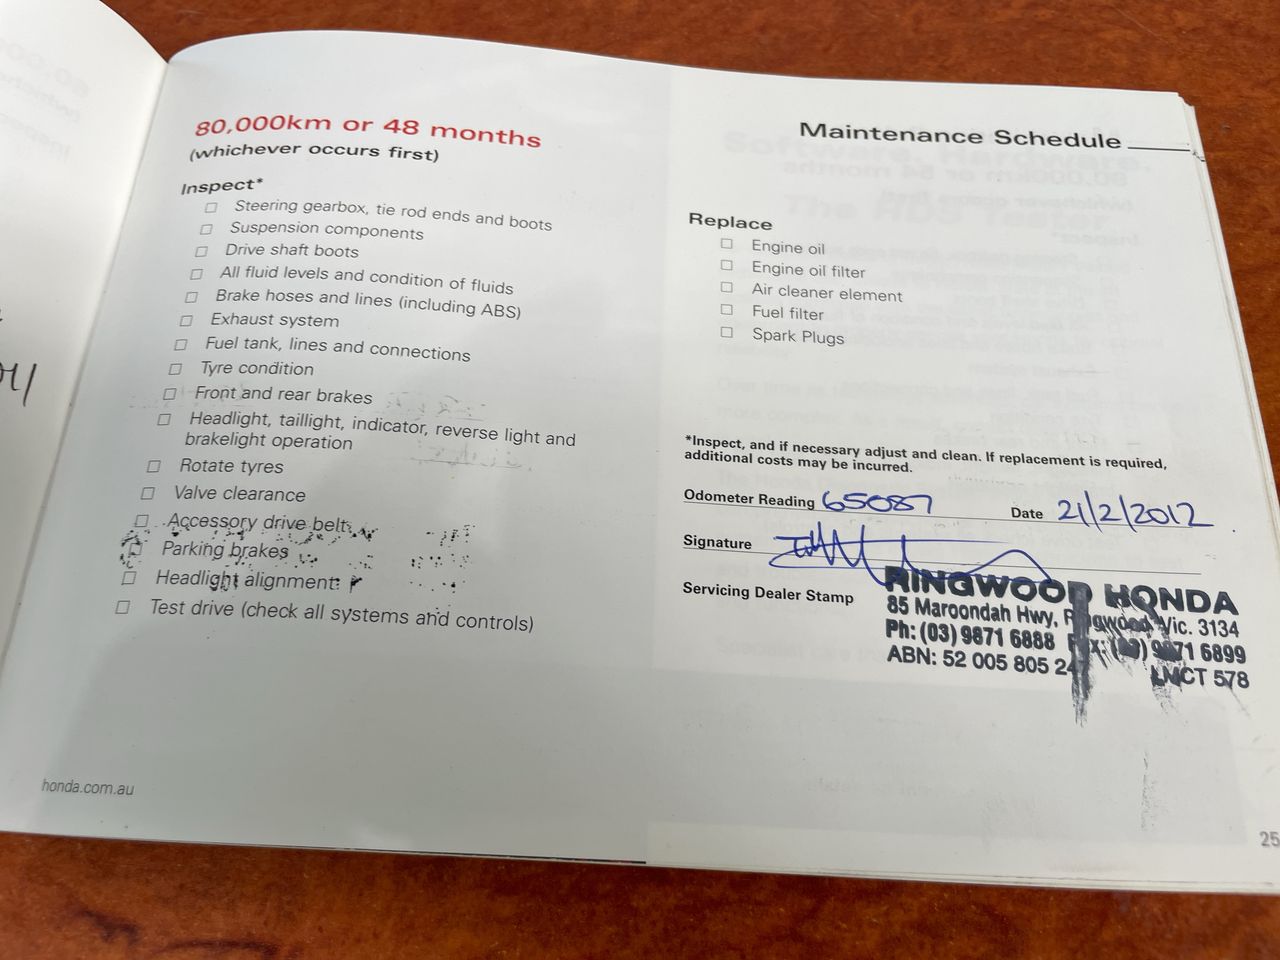 80,000km or 48 months
(whichever occurs first)
Inspect*
Steering gearbox, tie rod ends and boots
Suspension components
Drive shaft boots
All fluid levels and condition of fluids
Brake hoses and lines (including ABS)
Exhaust system
Fuel tank, lines and connections
Tyre condition
Front and rear brakes
Headlight, taillight, indicator, reverse light and
brakelight operation
Rotate tyres
Valve clearance
Accessory drive belt
Parking brakes
Headlight alignment
Test drive (check all systems and controls)
honda.com.au
Maintenance Schedule
Replace
Engine oil
Engine oil filter
Air cleaner element
Fuel filter
Spark Plugs
*Inspect, and if necessary adjust and clean. If replacement is required,
additional costs may be incurred.
Odometer Reading 65087 Date 21/2/2012
Signature
Servicing Dealer Stamp
RINGWOOD HONDA
85 Maroondah Hwy, Ringwood Vic. 3134
Ph: (03) 9871 6888 Fax: (03) 9871 6899
ABN: 52 005 805 LMCT 578
25